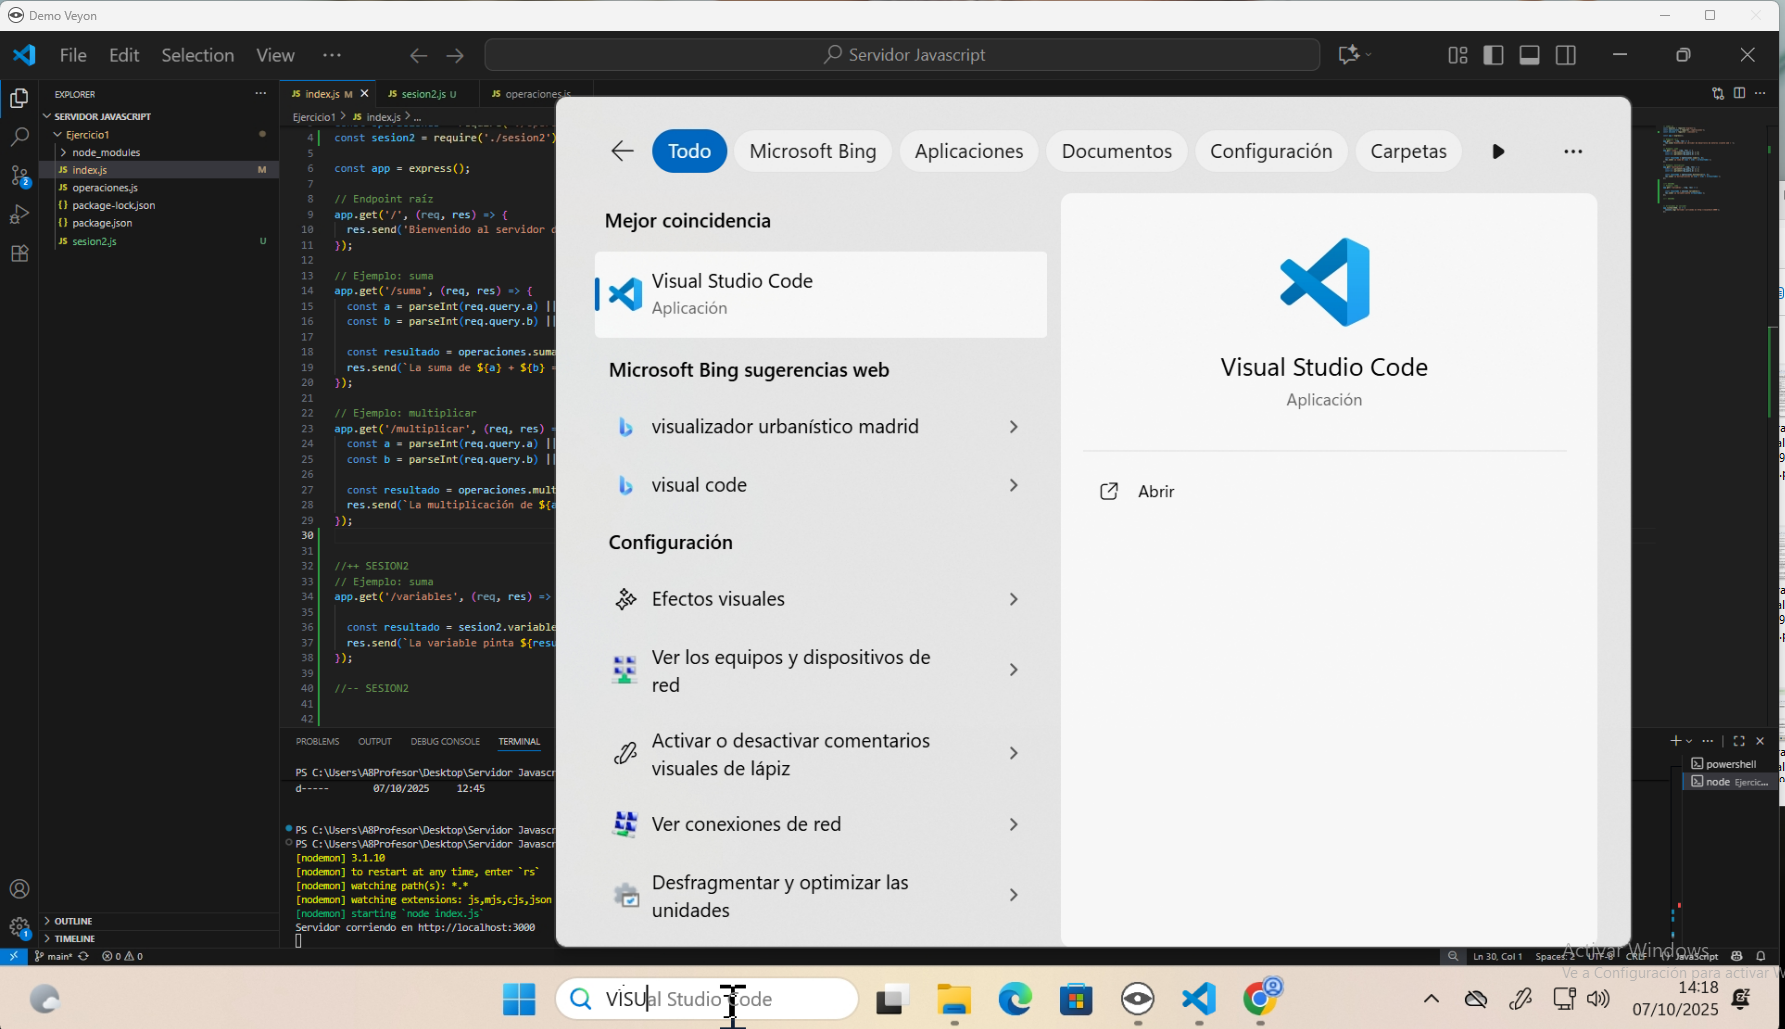 Demo Veyon
File Edit Selection View ···
Servidor Javascript
EXPLORER
SERVIDOR JAVASCRIPT
Ejercicio1
node_modules
index.js M
operaciones.js
package-lock.json
package.json
sesion2.js U
OUTLINE
TIMELINE
index.js M
sesion2.js U
operaciones.js
Ejercicio1 > JS index.js > ...
4 const sesion2 = require('./sesion2')
5
6 const app = express();
7
8 // Endpoint raíz
9 app.get('/', (req, res) => {
10 res.send('Bienvenido al servidor
11 });
12
13 // Ejemplo: suma
14 app.get('/suma', (req, res) => {
15 const a = parseInt(req.query.a) ||
16 const b = parseInt(req.query.b) ||
17
18 const resultado = operaciones.suma
19 res.send(`La suma de ${a} + ${b} =
20 });
21
22 // Ejemplo: multiplicar
23 app.get('/multiplicar', (req, res) =
24 const a = parseInt(req.query.a) ||
25 const b = parseInt(req.query.b) ||
26
27 const resultado = operaciones.mult
28 res.send(`La multiplicación de ${a
29 });
30
31
32 //++ SESION2
33 // Ejemplo: suma
34 app.get('/variables', (req, res) =>
35
36 const resultado = sesion2.variable
37 res.send(`La variable pinta ${resu
38 });
39
40 //-- SESION2
41
42
PROBLEMS OUTPUT DEBUG CONSOLE TERMINAL
PS C:\Users\A8Profesor\Desktop\Servidor Javascr
d----- 07/10/2025 12:45
PS C:\Users\A8Profesor\Desktop\Servidor Javascr
PS C:\Users\A8Profesor\Desktop\Servidor Javascr
[nodemon] 3.1.10
[nodemon] to restart at any time, enter `rs`
[nodemon] watching path(s): *.*
[nodemon] watching extensions: js,mjs,cjs,json
[nodemon] starting `node index.js`
Servidor corriendo en http://localhost:3000
powershell
node Ejercic...
Todo Microsoft Bing Aplicaciones Documentos Configuración Carpetas
Mejor coincidencia
Visual Studio Code
Aplicación
Microsoft Bing sugerencias web
visualizador urbanístico madrid
visual code
Configuración
Efectos visuales
Ver los equipos y dispositivos de
red
Activar o desactivar comentarios
visuales de lápiz
Ver conexiones de red
Desfragmentar y optimizar las
unidades
Visual Studio Code
Aplicación
Abrir
main* 0 0
Ln 30, Col 1 Spaces: 2 UTF-8 CRLF JavaScript
Activar Windows
Ve a Configuración para activar W
VISUal Studio Code
14:18
07/10/2025